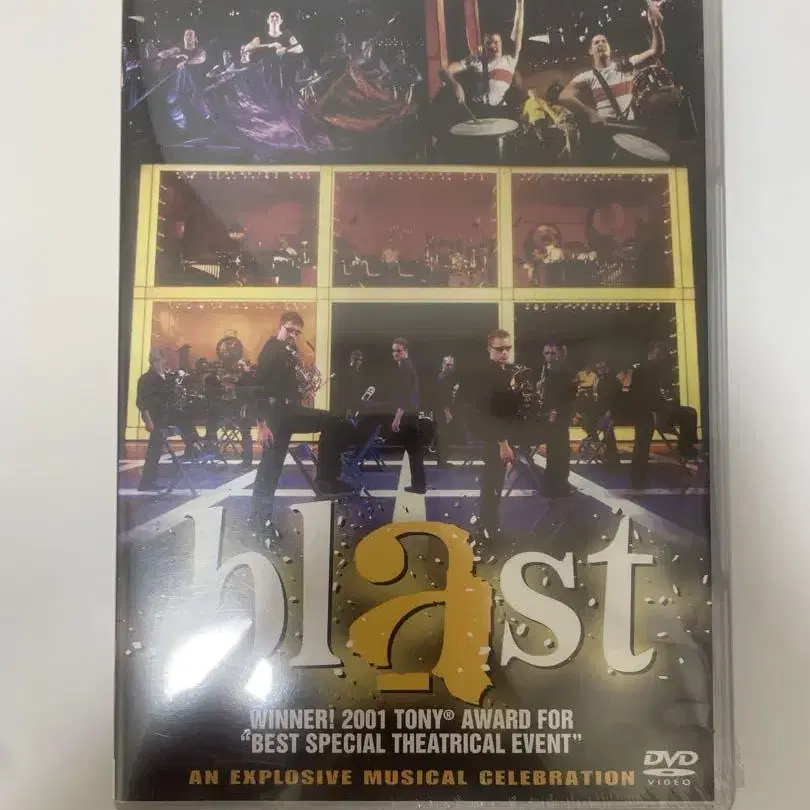 blast
WINNER! 2001 TONY® AWARD FOR
"BEST SPECIAL THEATRICAL EVENT"
AN EXPLOSIVE MUSICAL CELEBRATION
DVD
VIDEO